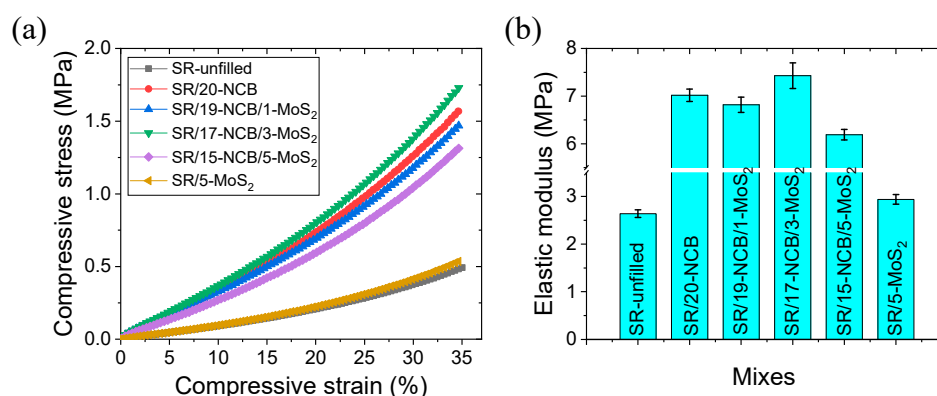 (a)
Compressive stress (MPa)
2.0
1.5
1.0
0.5
0.0
SR-unfilled
SR/20-NCB
SR/19-NCB/1-MoS₂
SR/17-NCB/3-MoS₂
SR/15-NCB/5-MoS₂
SR/5-MoS₂
0 5 10 15 20 25 30 35
Compressive strain (%)
(b)
Elastic modulus (MPa)
8
7
6
3
2
0
SR-unfilled
SR/20-NCB
SR/19-NCB/1-MoS₂
SR/17-NCB/3-MoS₂
SR/15-NCB/5-MoS₂
SR/5-MoS₂
Mixes